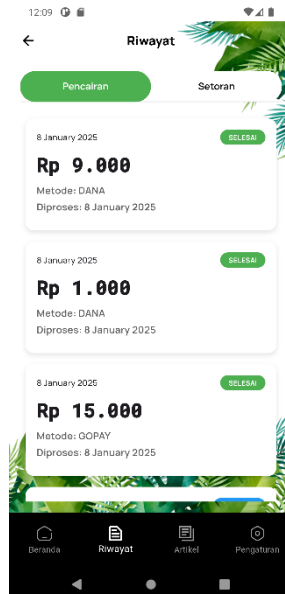 12:09
Riwayat
Pencairan
Setoran
8 January 2025
SELESAI
Rp 9.000
Metode: DANA
Diproses: 8 January 2025
8 January 2025
SELESAI
Rp 1.000
Metode: DANA
Diproses: 8 January 2025
8 January 2025
SELESAI
Rp 15.000
Metode: GOPAY
Diproses: 8 January 2025
Beranda
Riwayat
Artikel
Pengaturan